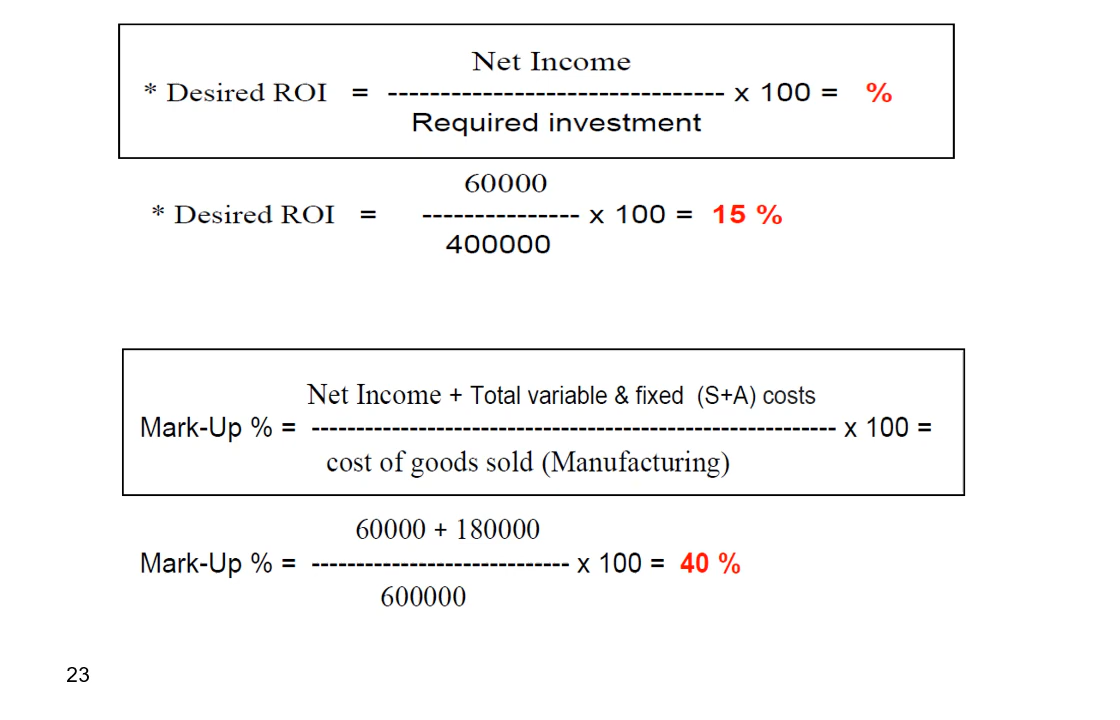 Net Income
* Desired ROI = -------------------------------- x 100 = %
Required investment
60000
* Desired ROI = --------------- x 100 = 15 %
400000
Net Income + Total variable & fixed (S+A) costs
Mark-Up % = ---------------------------------------------------------- x 100 =
cost of goods sold (Manufacturing)
60000 + 180000
Mark-Up % = ---------------------------- x 100 = 40 %
600000
23